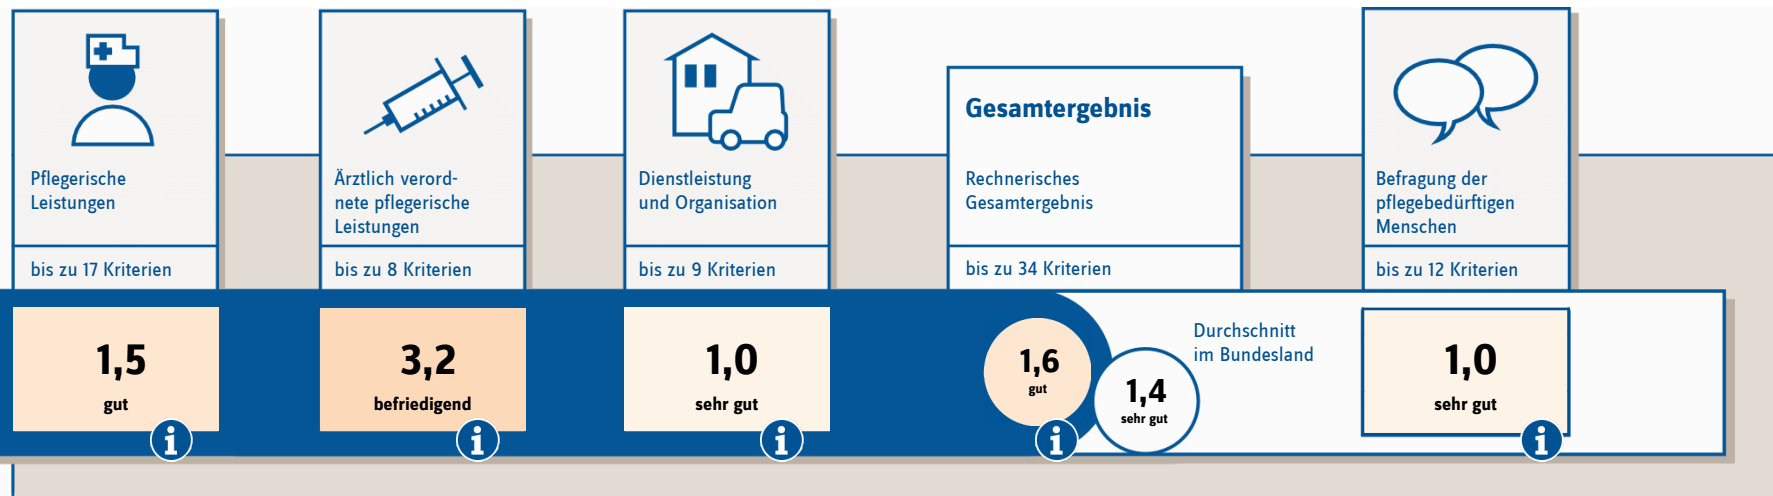 Pflegerische
Leistungen
bis zu 17 Kriterien
1,5
gut
i
Ärztlich verord-
nete pflegerische
Leistungen
bis zu 8 Kriterien
3,2
befriedigend
i
Dienstleistung
und Organisation
bis zu 9 Kriterien
1,0
sehr gut
i
Gesamtergebnis
Rechnerisches
Gesamtergebnis
bis zu 34 Kriterien
1,6
gut
i
Durchschnitt
im Bundesland
1,4
sehr gut
Befragung der
pflegebedürftigen
Menschen
bis zu 12 Kriterien
1,0
sehr gut
i